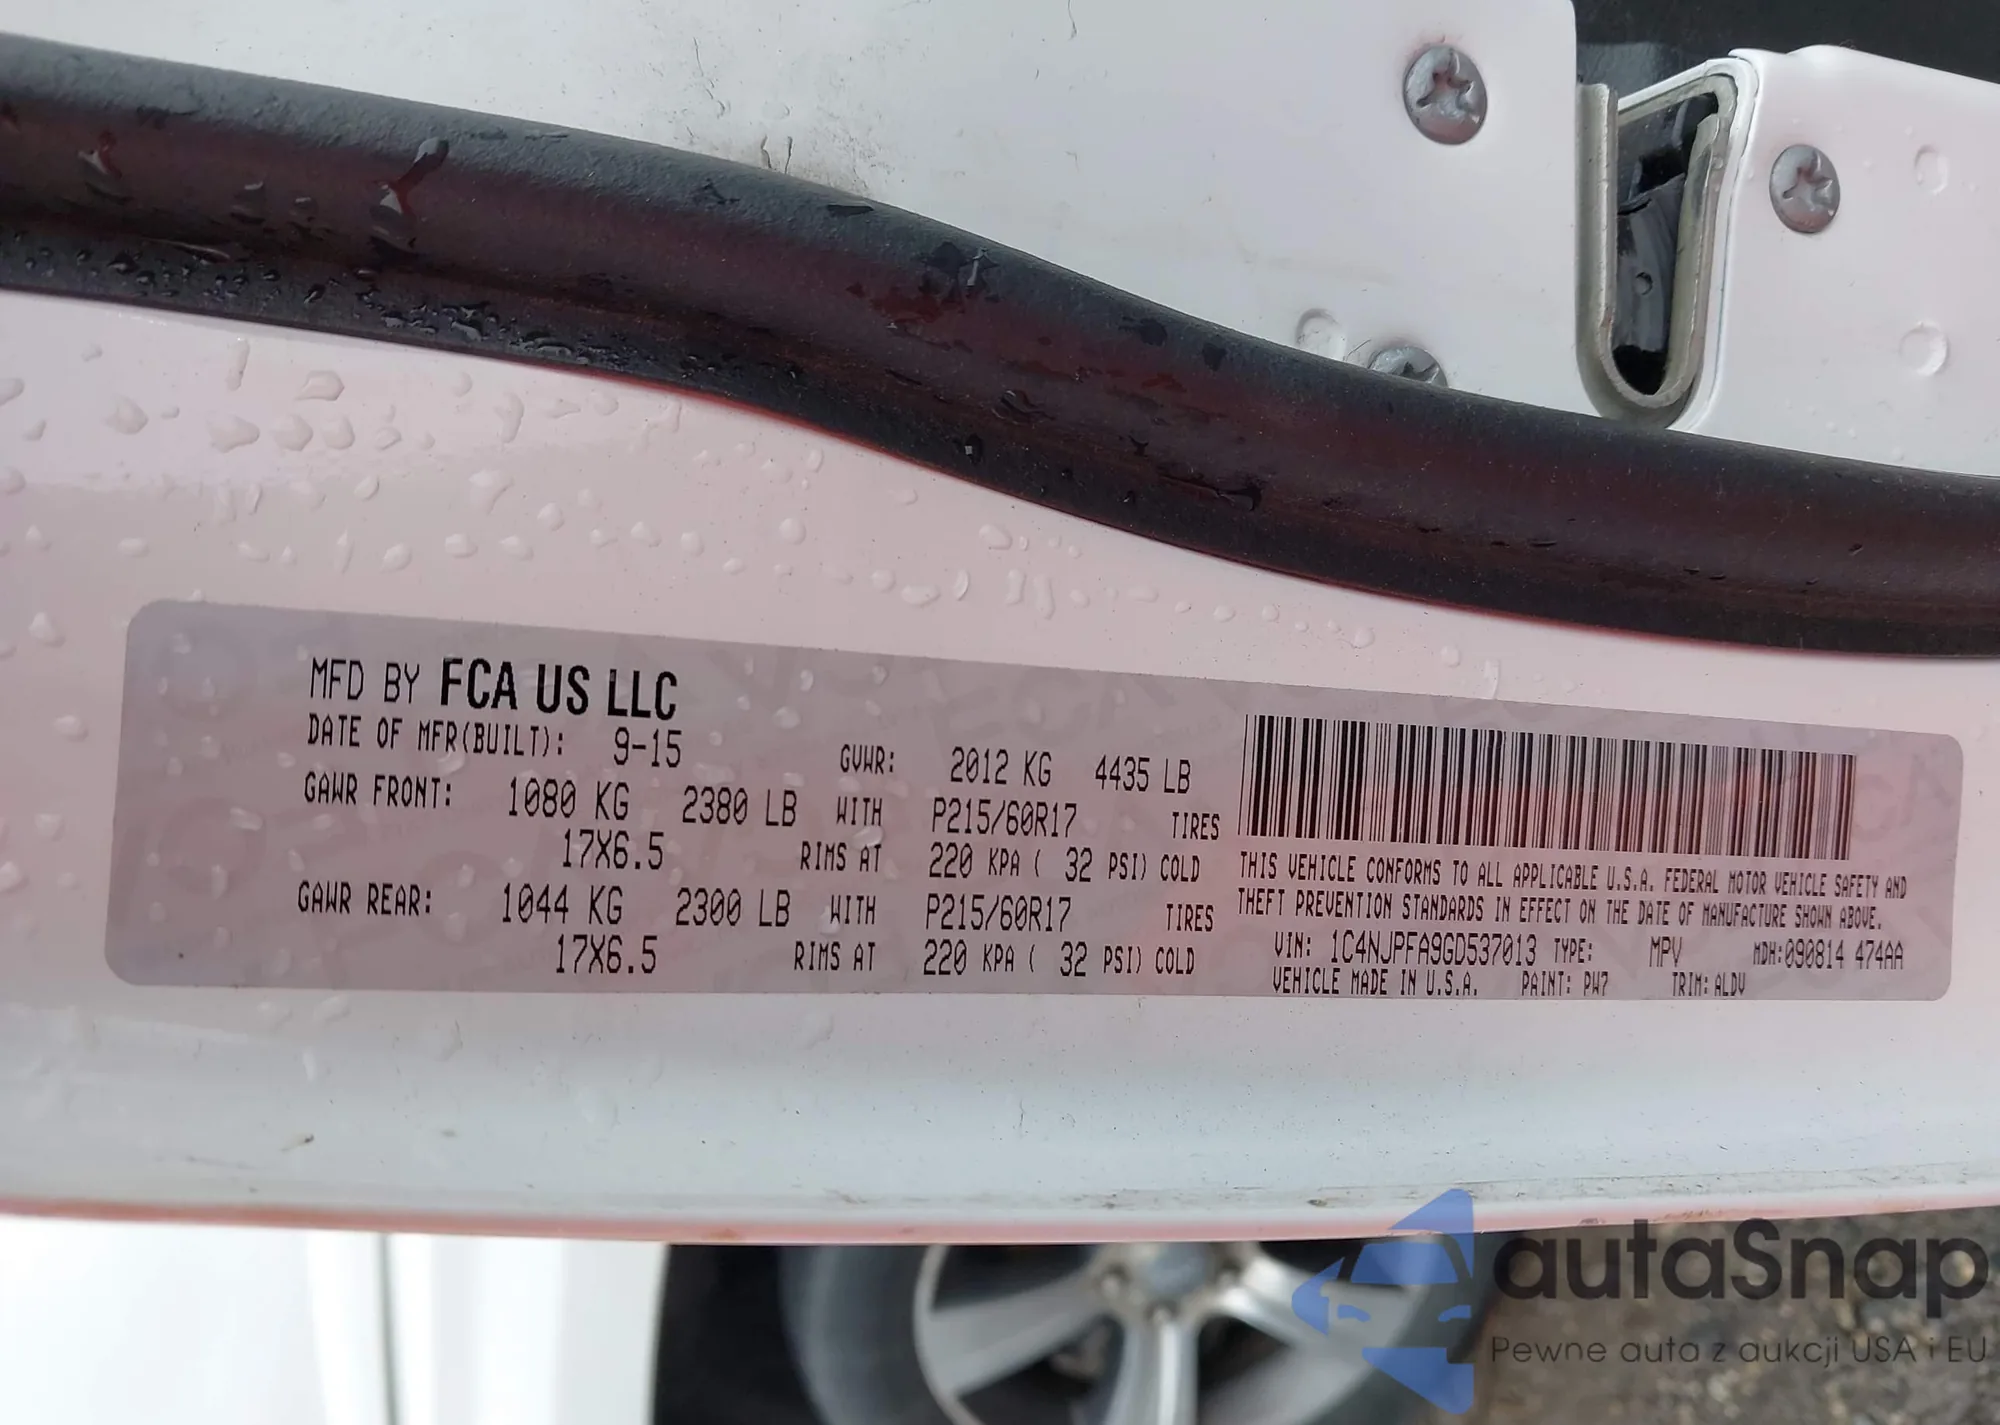 MFD BY FCA US LLC
DATE OF MFR(BUILT): 9-15 GVWR: 2012 KG 4435 LB
GAWR FRONT: 1080 KG 2380 LB WITH P215/60R17 TIRES
17X6.5 RIMS AT 220 KPA ( 32 PSI) COLD
GAWR REAR: 1044 KG 2300 LB WITH P215/60R17 TIRES
17X6.5 RIMS AT 220 KPA ( 32 PSI) COLD
THIS VEHICLE CONFORMS TO ALL APPLICABLE U.S.A. FEDERAL MOTOR VEHICLE SAFETY AND
THEFT PREVENTION STANDARDS IN EFFECT ON THE DATE OF MANUFACTURE SHOWN ABOVE.
VIN: 1C4NJPFA9GD537013 TYPE: MPV MDH:090814 474AA
VEHICLE MADE IN U.S.A. PAINT: PW7 TRIM: ALDV
autaSnap
Pewne auta z aukcji USA i EU